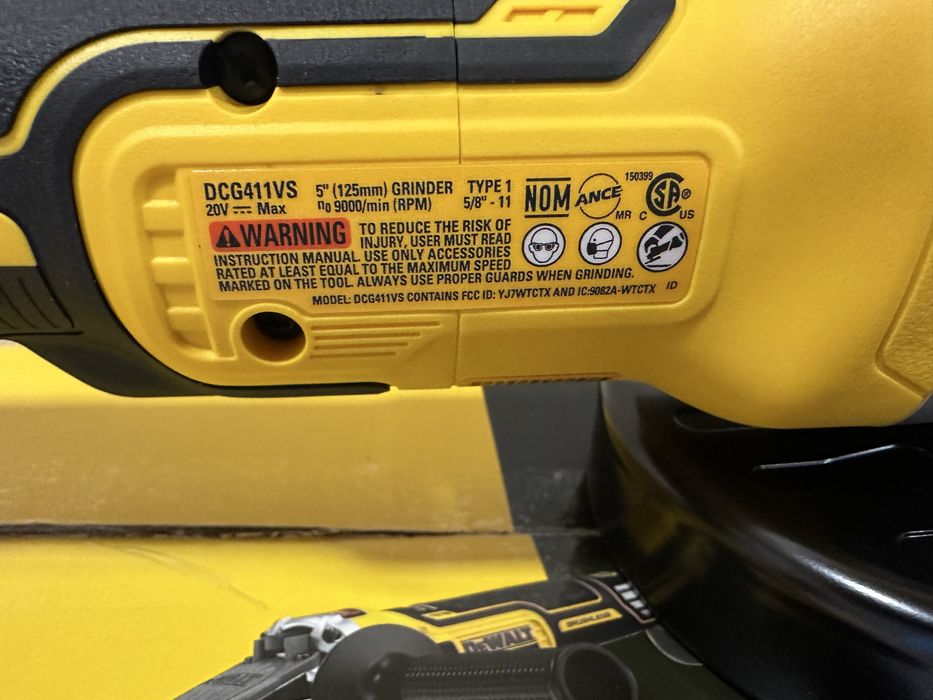 DCG411VS 5" (125mm) GRINDER TYPE 1
20V ⎓ Max n₀ 9000/min (RPM) 5/8" - 11
NOM ANCE MR 150399 C SA ® C US
WARNING TO REDUCE THE RISK OF
INJURY, USER MUST READ
INSTRUCTION MANUAL. USE ONLY ACCESSORIES
RATED AT LEAST EQUAL TO THE MAXIMUM SPEED
MARKED ON THE TOOL. ALWAYS USE PROPER GUARDS WHEN GRINDING.
MODEL: DCG411VS CONTAINS FCC ID: YJ7WTCTX AND IC:9082A-WTCTX ID
DEWALT
BRUSHLESS